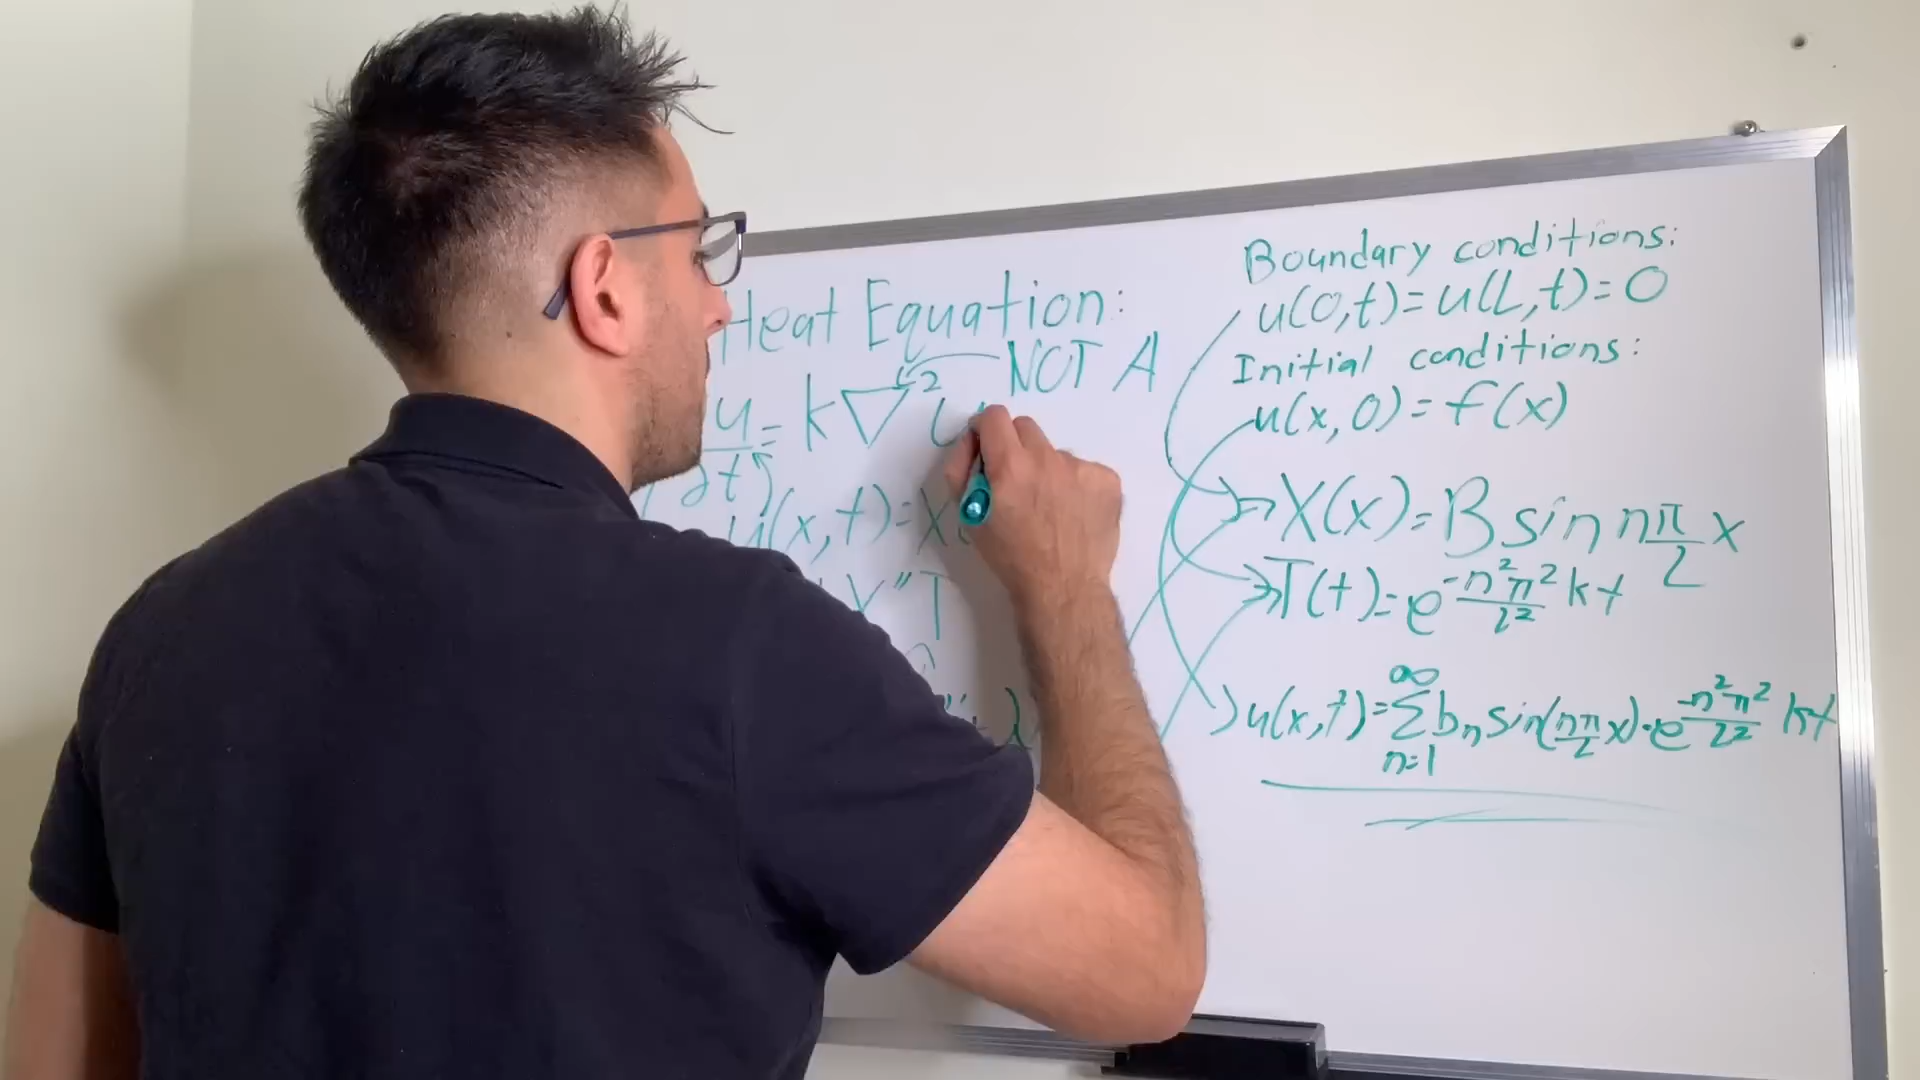 Heat Equation:
NOT A
u/∂t = k∇²u
u(x,t)=X
X''T
λ
Boundary conditions:
u(0,t)=u(L,t)=0
Initial conditions:
u(x,0)=f(x)
X(x)=B sin nπ/L x
T(t)=e^(-n²π²/L²) kt
u(x,t)=∑ n=1 ∞ bₙ sin(nπ/L x)·e^(-n²π²/L²) kt